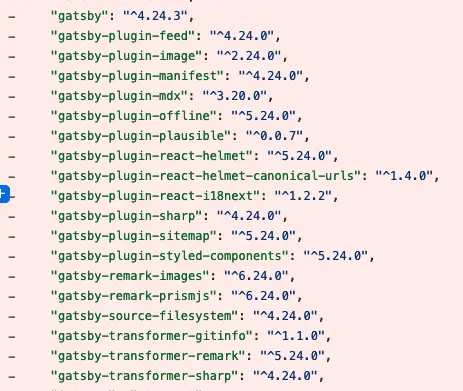 - "gatsby": "^4.24.3",
- "gatsby-plugin-feed": "^4.24.0",
- "gatsby-plugin-image": "^2.24.0",
- "gatsby-plugin-manifest": "^4.24.0",
- "gatsby-plugin-mdx": "^3.20.0",
- "gatsby-plugin-offline": "^5.24.0",
- "gatsby-plugin-plausible": "^0.0.7",
- "gatsby-plugin-react-helmet": "^5.24.0",
- "gatsby-plugin-react-helmet-canonical-urls": "^1.4.0",
- "gatsby-plugin-react-i18next": "^1.2.2",
- "gatsby-plugin-sharp": "^4.24.0",
- "gatsby-plugin-sitemap": "^5.24.0",
- "gatsby-plugin-styled-components": "^5.24.0",
- "gatsby-remark-images": "^6.24.0",
- "gatsby-remark-prismjs": "^6.24.0",
- "gatsby-source-filesystem": "^4.24.0",
- "gatsby-transformer-gitinfo": "^1.1.0",
- "gatsby-transformer-remark": "^5.24.0",
- "gatsby-transformer-sharp": "^4.24.0",